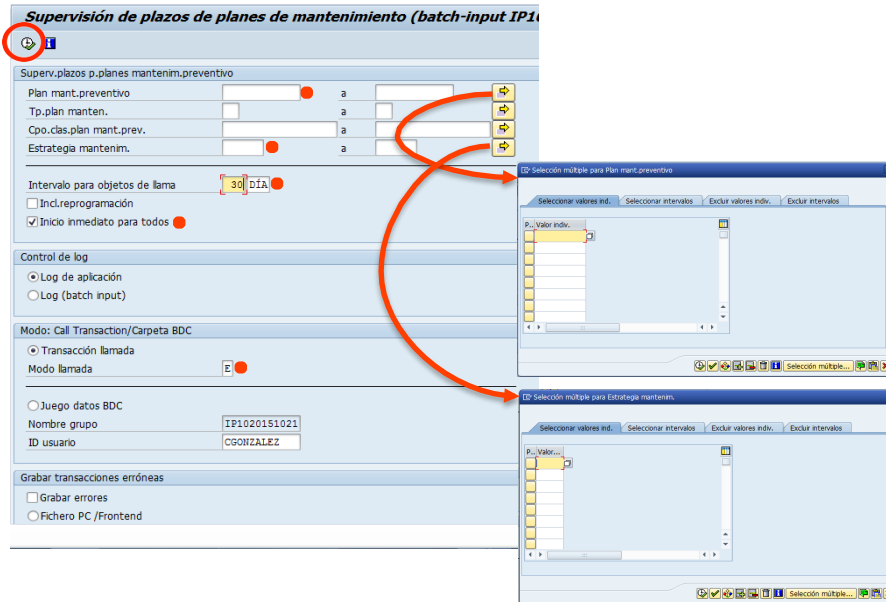 Supervisión de plazos de planes de mantenimiento (batch-input IP10
Superv.plazos p.planes mantenim.preventivo
Plan mant.preventivo a
Tp.plan manten. a
Cpo.clas.plan mant.prev. a
Estrategia mantenim. a
Intervalo para objetos de llama 30 DÍA
Incl.reprogramación
Inicio inmediato para todos
Control de log
Log de aplicación
Log (batch input)
Modo: Call Transaction/Carpeta BDC
Transacción llamada
Modo llamada E
Juego datos BDC
Nombre grupo IP1020151021
ID usuario CGONZALEZ
Grabar transacciones erróneas
Grabar errores
Fichero PC /Frontend
Selección múltiple para Plan mant.preventivo
Seleccionar valores ind. Seleccionar intervalos Excluir valores indiv. Excluir intervalos
P.. Valor indiv.
Selección múltiple...
Selección múltiple para Estrategia mantenim.
Seleccionar valores ind. Seleccionar intervalos Excluir valores indiv. Excluir intervalos
P.. Valor...
Selección múltiple...